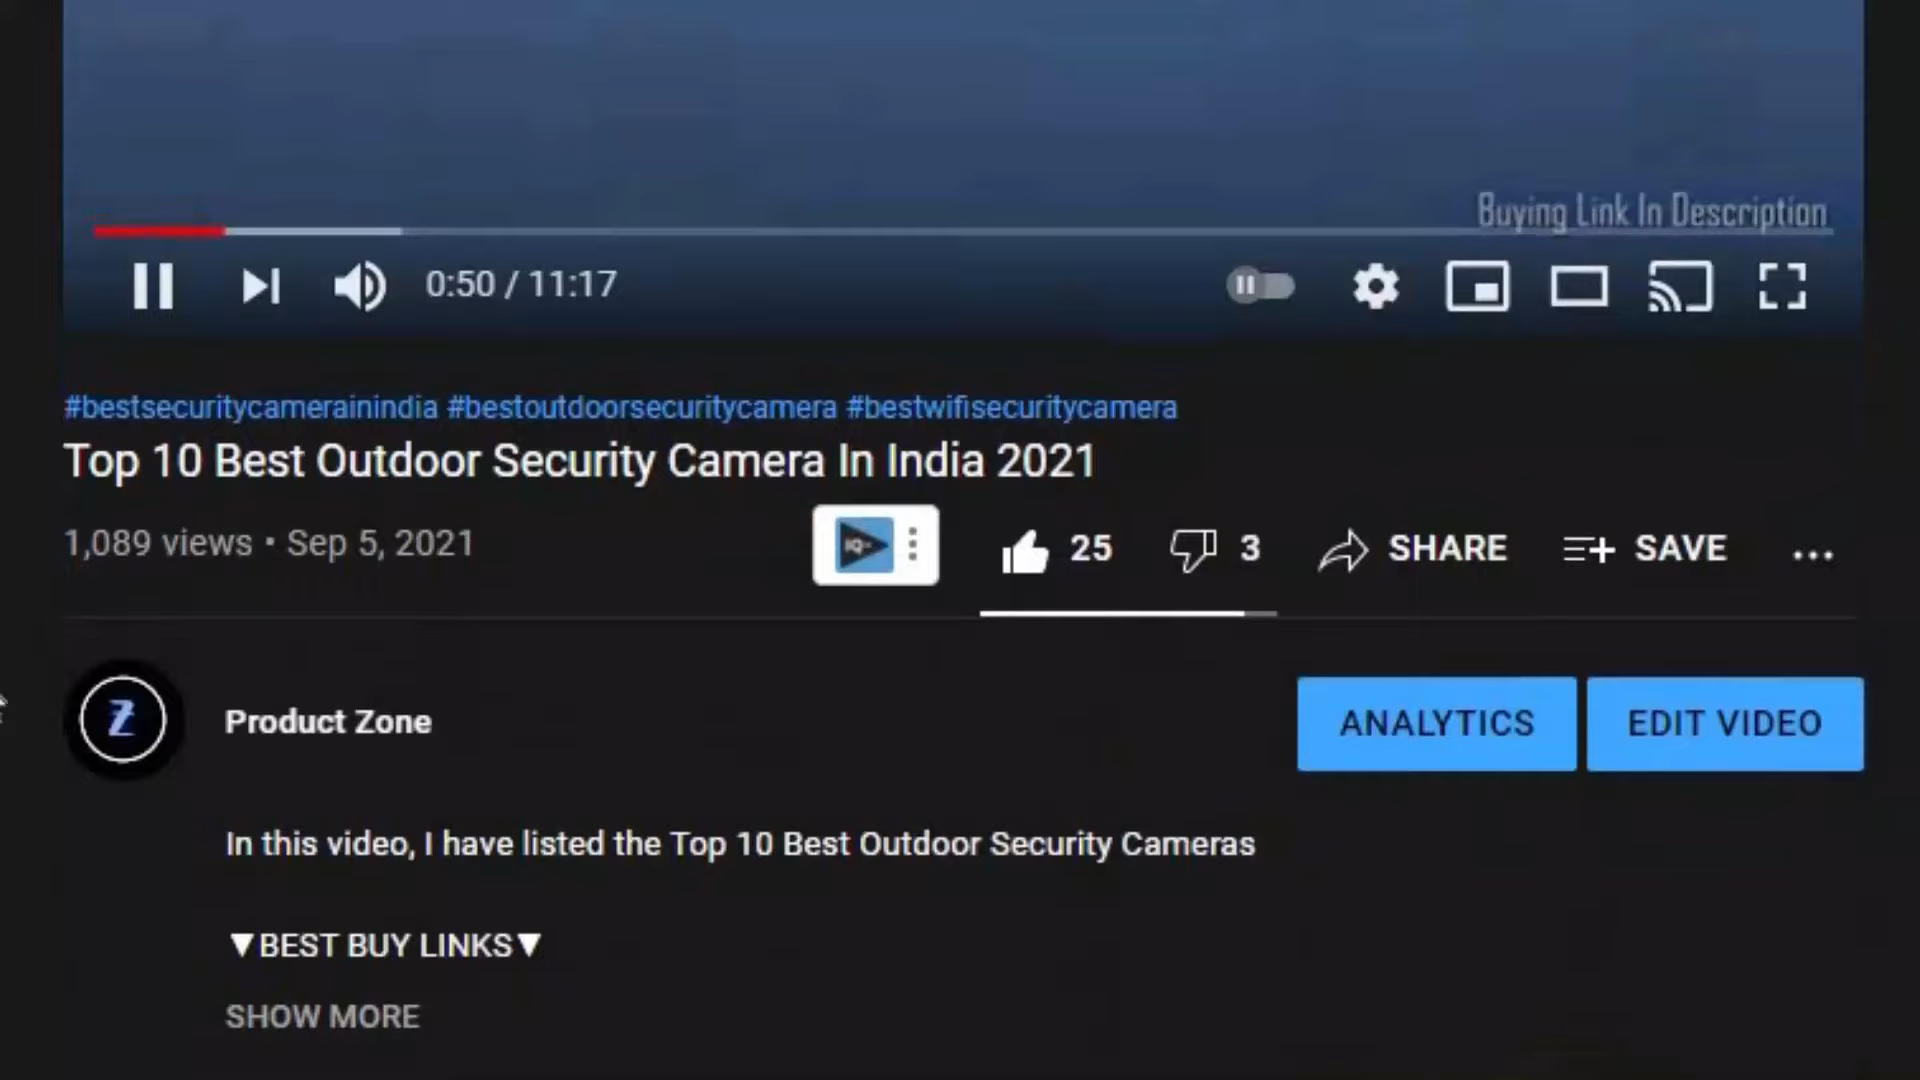 Buying Link In Description
0:50 / 11:17
#bestsecuritycamerainindia #bestoutdoorsecuritycamera #bestwifisecuritycamera
Top 10 Best Outdoor Security Camera In India 2021
1,089 views • Sep 5, 2021
IQ
25
3
SHARE
SAVE
Z
Product Zone
ANALYTICS
EDIT VIDEO
In this video, I have listed the Top 10 Best Outdoor Security Cameras
▼BEST BUY LINKS▼
SHOW MORE